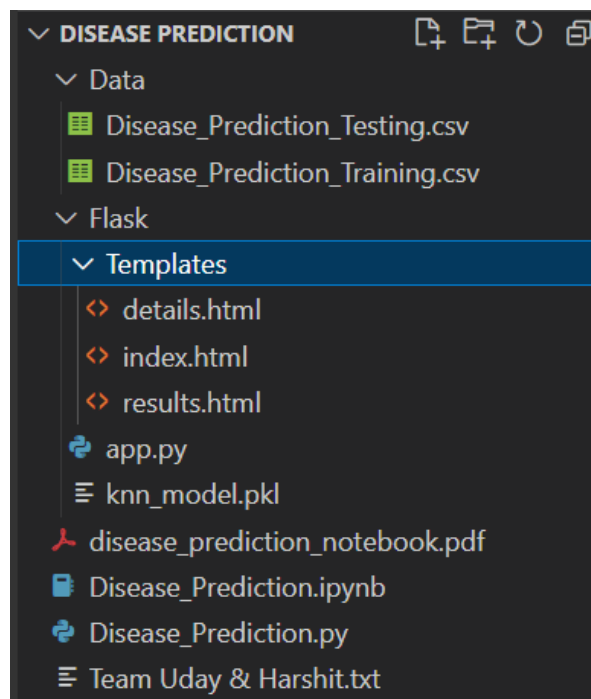 DISEASE PREDICTION
Data
Disease_Prediction_Testing.csv
Disease_Prediction_Training.csv
Flask
Templates
details.html
index.html
results.html
app.py
knn_model.pkl
disease_prediction_notebook.pdf
Disease_Prediction.ipynb
Disease_Prediction.py
Team Uday & Harshit.txt